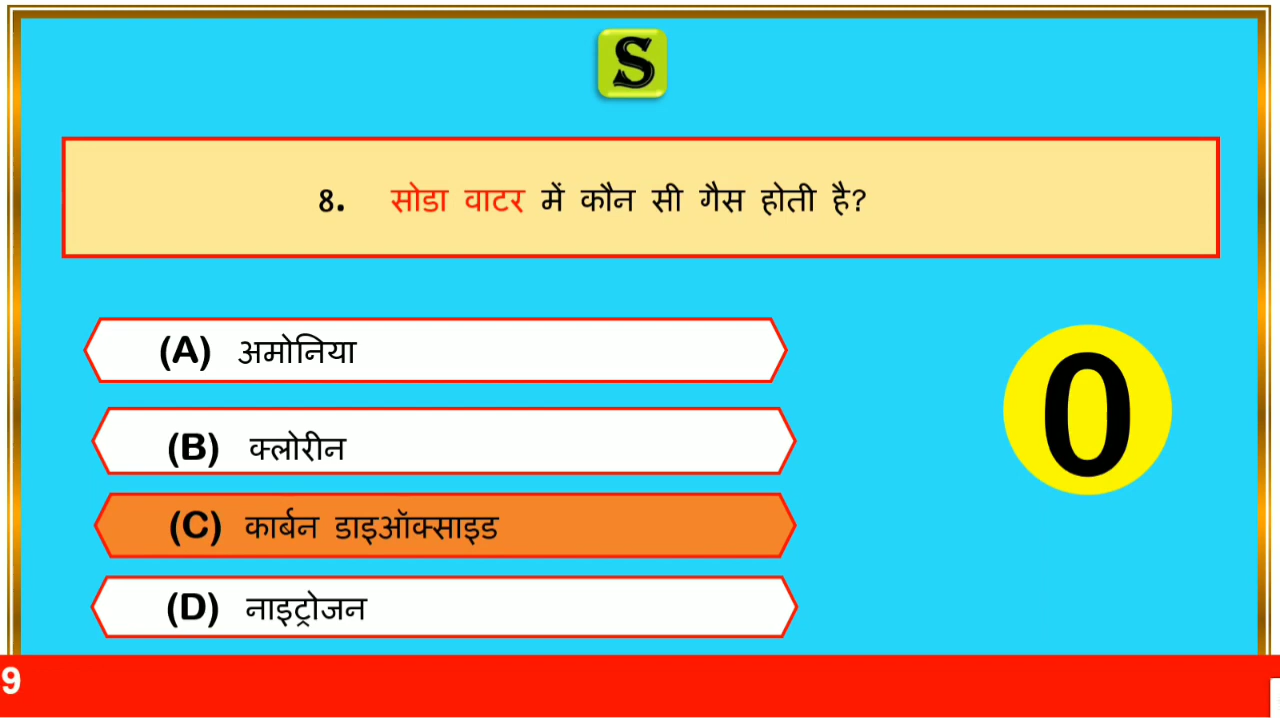 S
8. सोडा वाटर में कौन सी गैस होती है?
(A) अमोनिया
(B) क्लोरीन
(C) कार्बन डाइऑक्साइड
(D) नाइट्रोजन
0
9